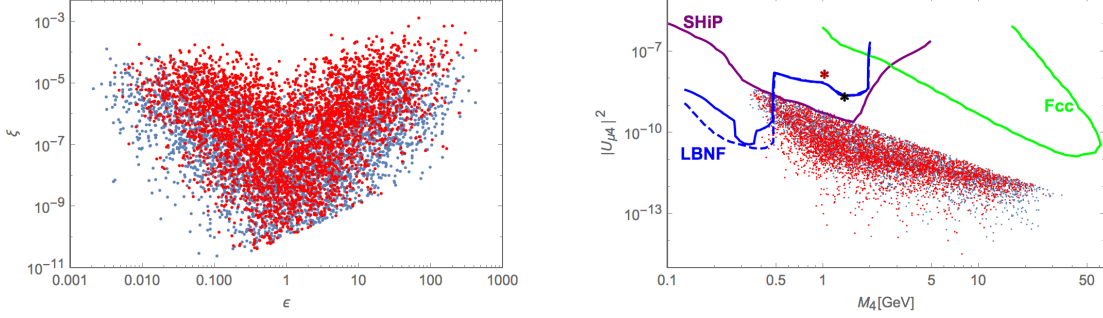 10⁻³
10⁻⁵
10⁻⁷
10⁻⁹
10⁻¹¹
ξ
0.001 0.010 0.100 1 10 100 1000
ϵ
SHiP
LBNF
Fcc
*
*
10⁻⁷
10⁻¹⁰
10⁻¹³
|U_{μ4}|²
0.1 0.5 1 5 10 50
M₄[GeV]